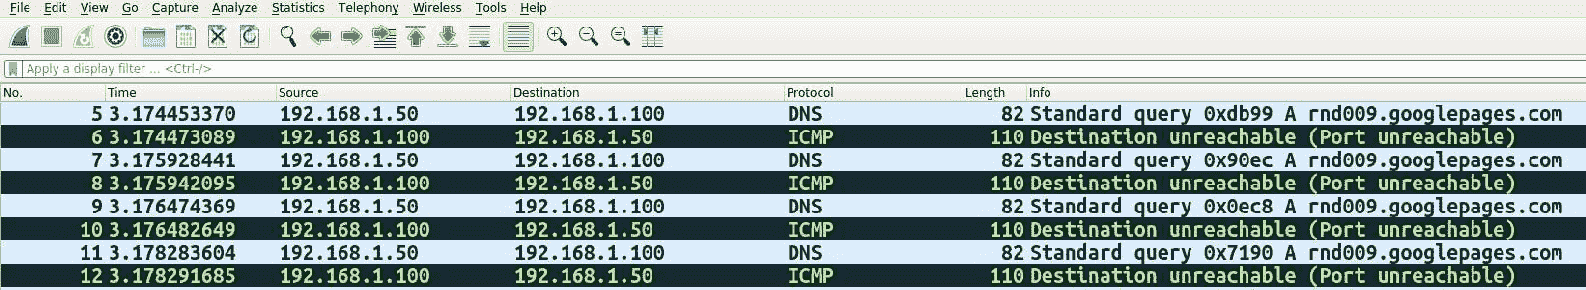 File Edit View Go Capture Analyze Statistics Telephony Wireless Tools Help
Apply a display filter ... <Ctrl-/>
No. Time Source Destination Protocol Length Info
5 3.174453370 192.168.1.50 192.168.1.100 DNS 82 Standard query 0xdb99 A rnd009.googlepages.com
6 3.174473089 192.168.1.100 192.168.1.50 ICMP 110 Destination unreachable (Port unreachable)
7 3.175928441 192.168.1.50 192.168.1.100 DNS 82 Standard query 0x90ec A rnd009.googlepages.com
8 3.175942095 192.168.1.100 192.168.1.50 ICMP 110 Destination unreachable (Port unreachable)
9 3.176474369 192.168.1.50 192.168.1.100 DNS 82 Standard query 0x0ec8 A rnd009.googlepages.com
10 3.176482649 192.168.1.100 192.168.1.50 ICMP 110 Destination unreachable (Port unreachable)
11 3.178283604 192.168.1.50 192.168.1.100 DNS 82 Standard query 0x7190 A rnd009.googlepages.com
12 3.178291685 192.168.1.100 192.168.1.50 ICMP 110 Destination unreachable (Port unreachable)